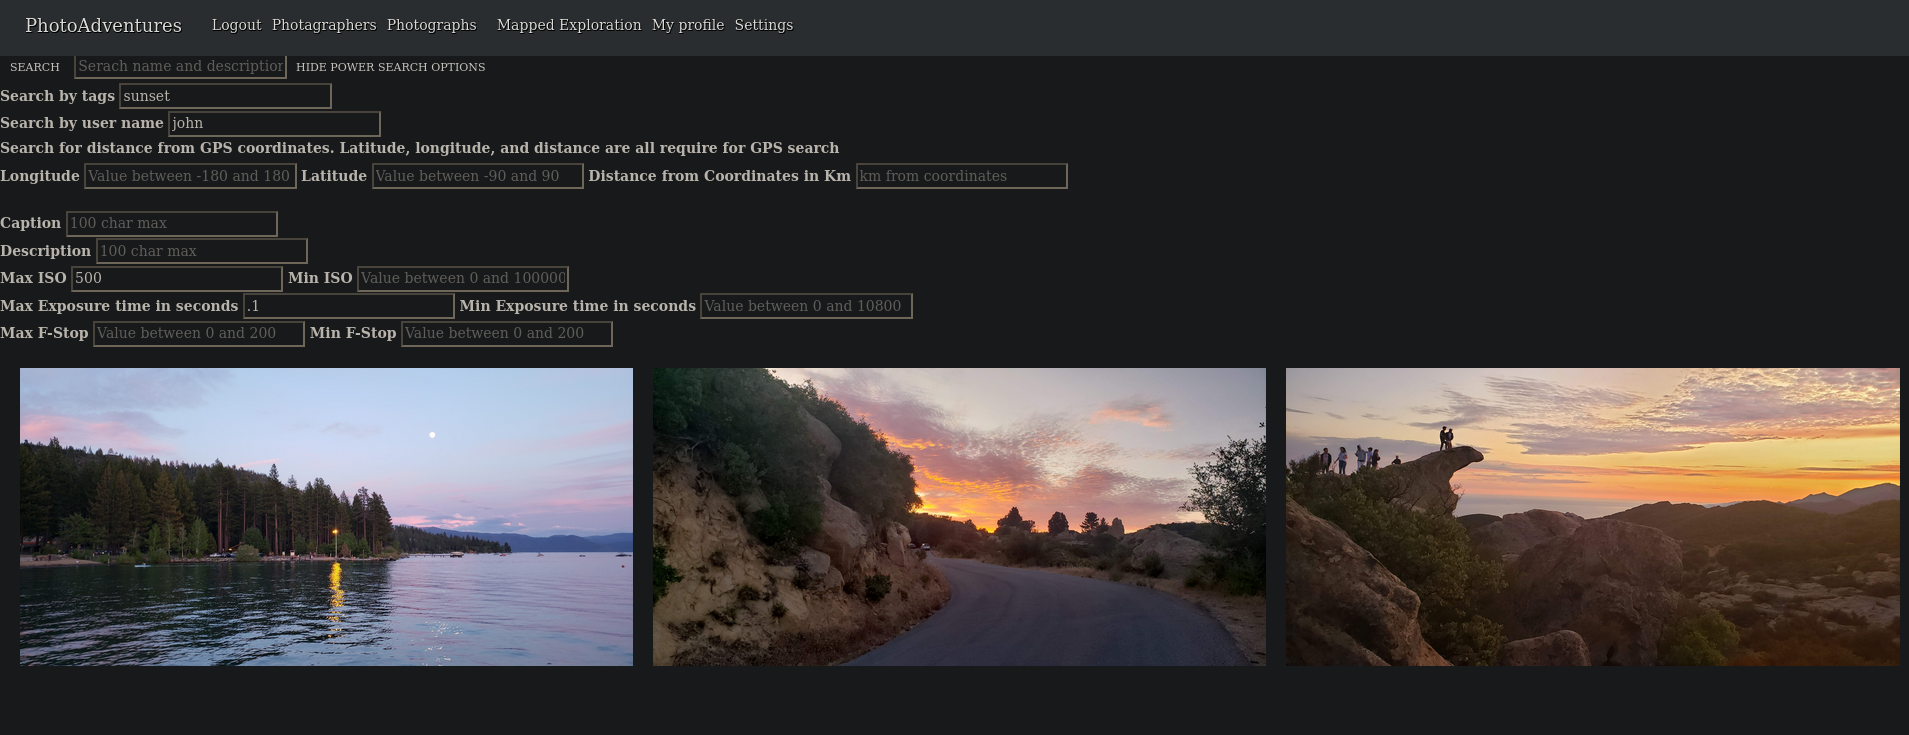 PhotoAdventures Logout Photagraphers Photographs Mapped Exploration My profile Settings
SEARCH Serach name and description HIDE POWER SEARCH OPTIONS
Search by tags sunset
Search by user name john
Search for distance from GPS coordinates. Latitude, longitude, and distance are all require for GPS search
Longitude Value between -180 and 180 Latitude Value between -90 and 90 Distance from Coordinates in Km km from coordinates
Caption 100 char max
Description 100 char max
Max ISO 500 Min ISO Value between 0 and 100000
Max Exposure time in seconds .1 Min Exposure time in seconds Value between 0 and 10800
Max F-Stop Value between 0 and 200 Min F-Stop Value between 0 and 200